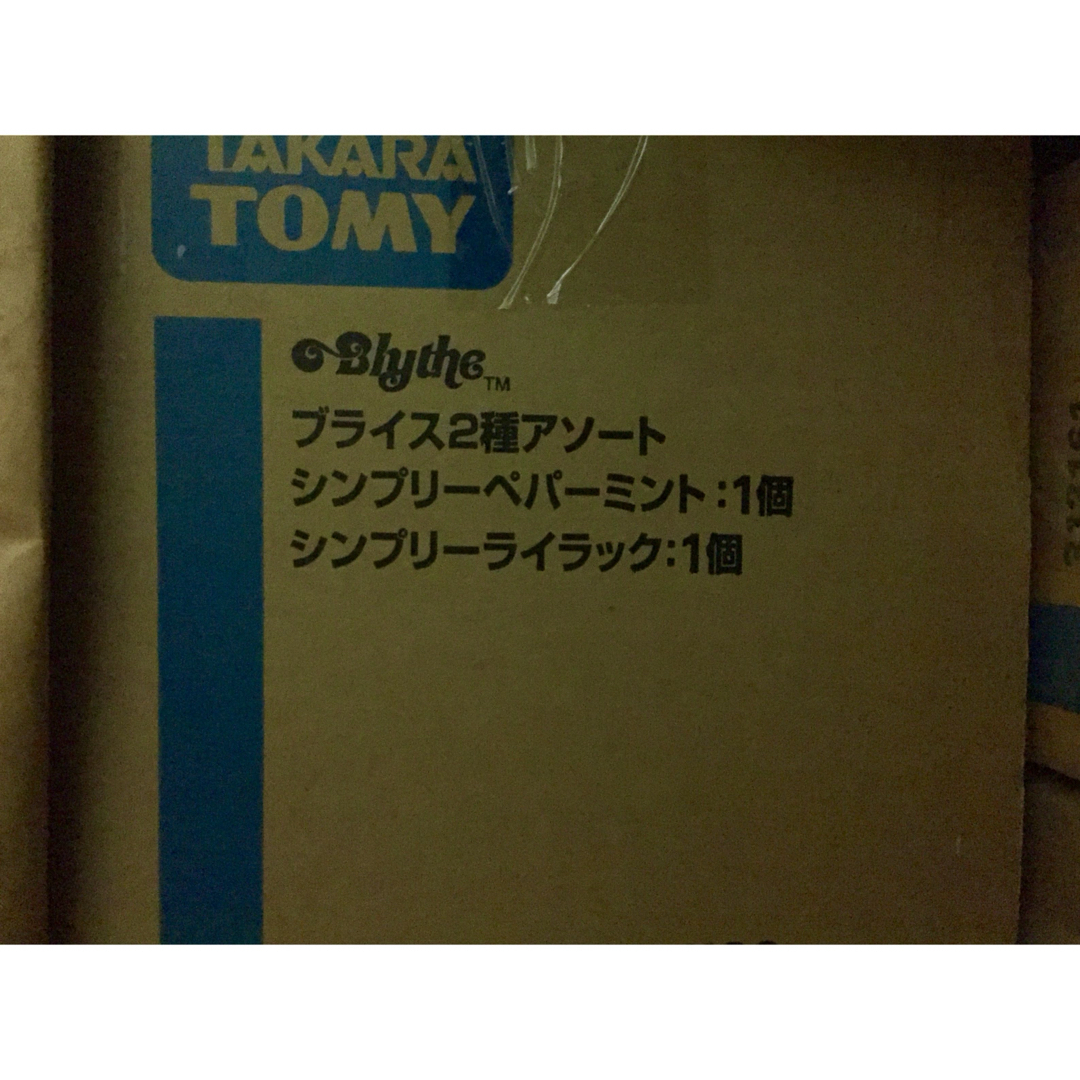 TAKARA
TOMY
Blythe™
ブライス2種アソート
シンプリーペパーミント:1個
シンプリーライラック:1個